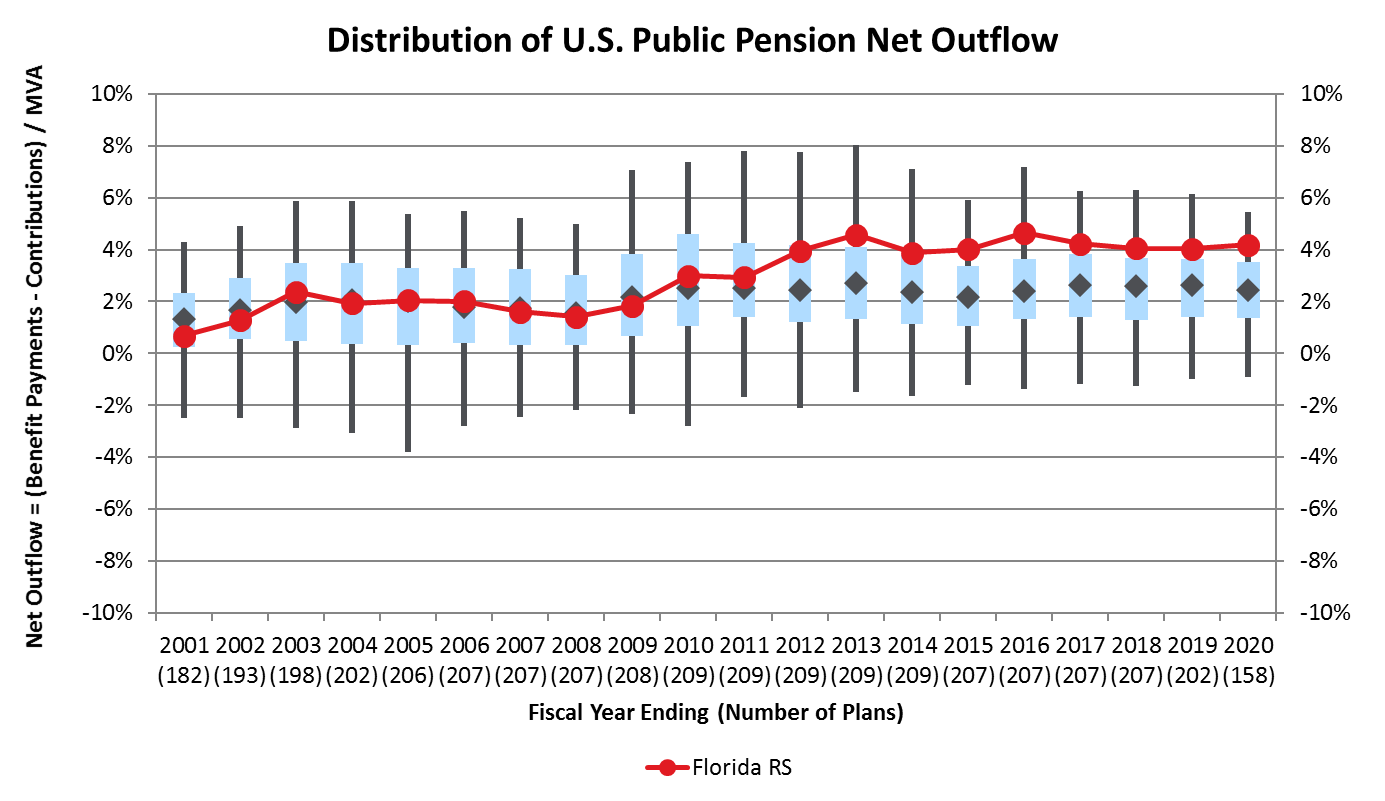 Distribution of U.S. Public Pension Net Outflow
Net Outflow = (Benefit Payments - Contributions) / MVA
10% 10%
8% 8%
6% 6%
4% 4%
2% 2%
0% 0%
-2% -2%
-4% -4%
-6% -6%
-8% -8%
-10% -10%
2001 2002 2003 2004 2005 2006 2007 2008 2009 2010 2011 2012 2013 2014 2015 2016 2017 2018 2019 2020
(182) (193) (198) (202) (206) (207) (207) (207) (208) (209) (209) (209) (209) (209) (207) (207) (207) (207) (202) (158)
Fiscal Year Ending (Number of Plans)
Florida RS